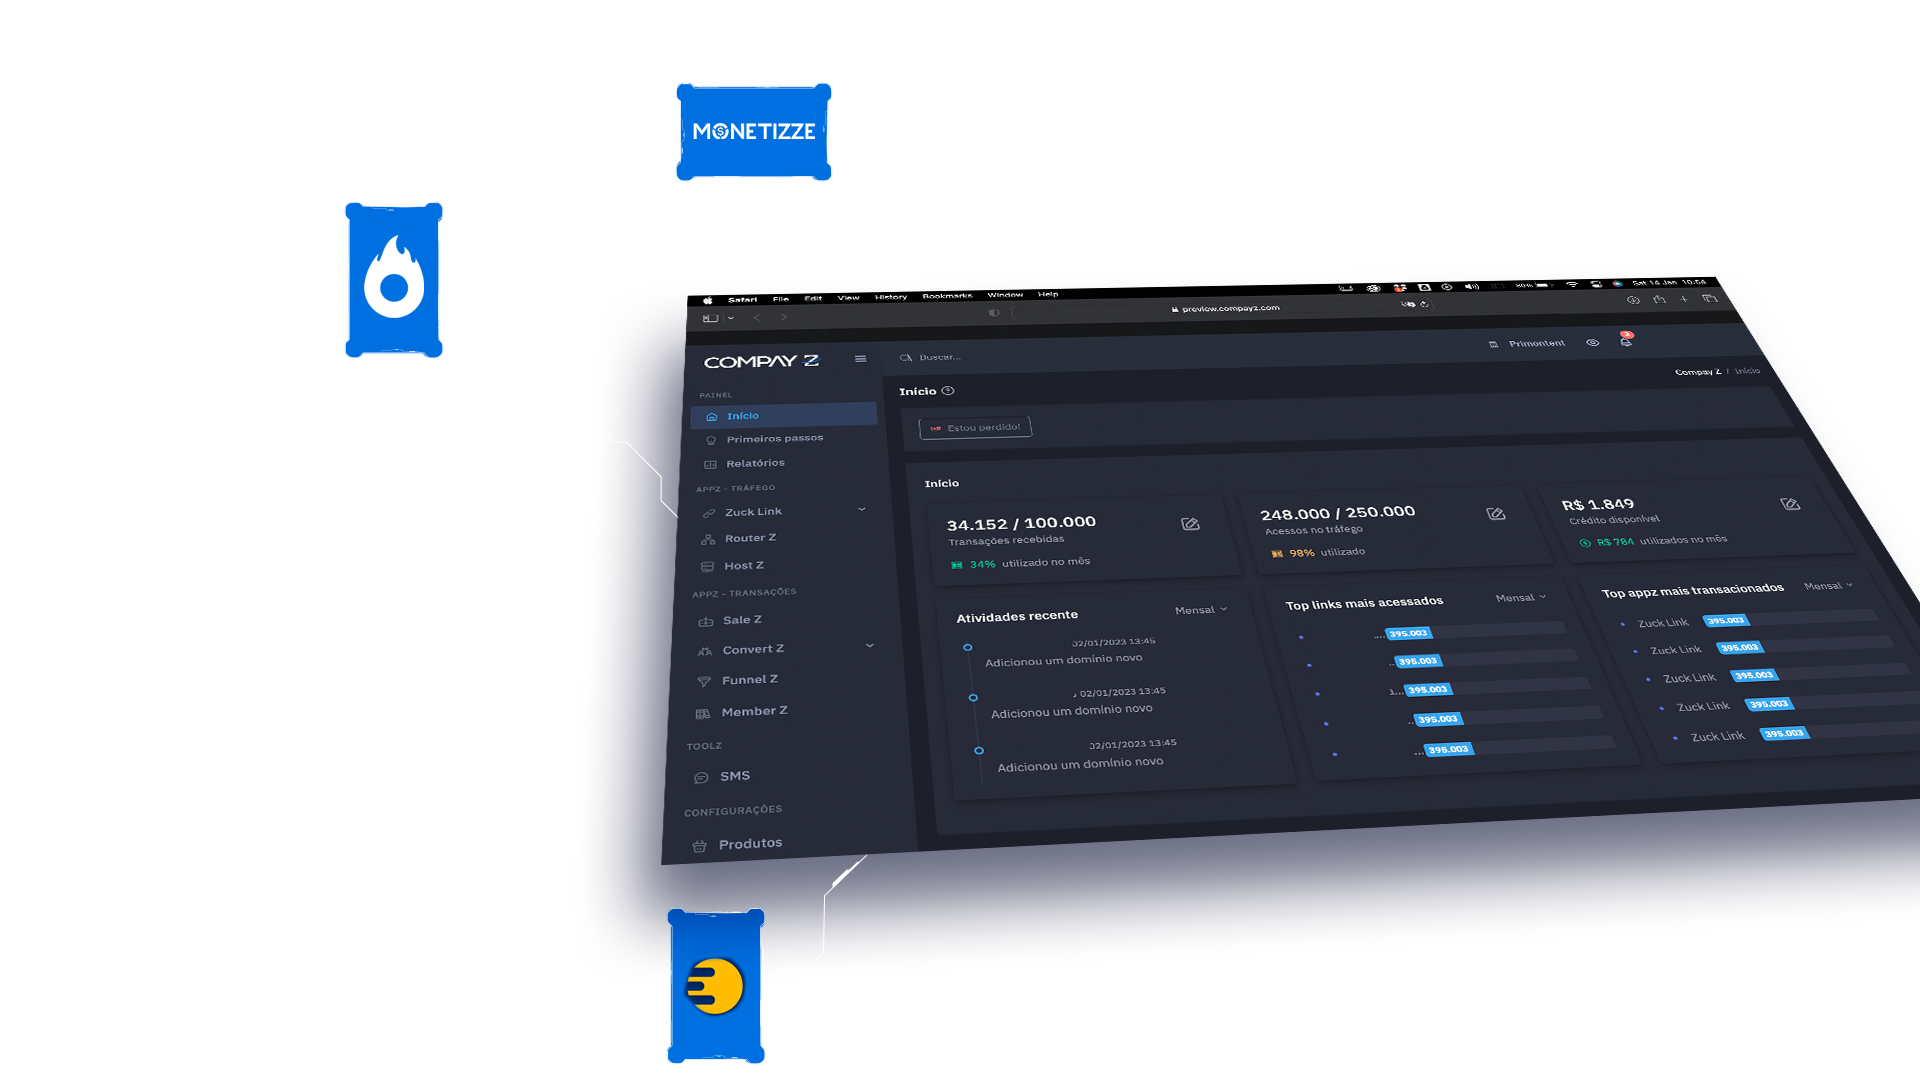 MONETIZZE
Safari File Edit View History Bookmarks Window Help
80% Sat 14 Jan 10:54
preview.compayz.com
COMPAY Z
Buscar...
Primontent
3
Início
Compay Z / Início
Estou perdido!
PAINEL
Início
Primeiros passos
Relatórios
APPZ - TRÁFEGO
Zuck Link
Router Z
Host Z
APPZ - TRANSAÇÕES
Sale Z
Convert Z
Funnel Z
Member Z
TOOLZ
SMS
CONFIGURAÇÕES
Produtos
Início
34.152 / 100.000
Transações recebidas
34% utilizado no mês
248.000 / 250.000
Acessos no tráfego
98% utilizado
R$ 1.849
Crédito disponível
R$ 784 utilizados no mês
Atividades recente
Mensal
02/01/2023 13:45
Adicionou um domínio novo
02/01/2023 13:45
Adicionou um domínio novo
02/01/2023 13:45
Adicionou um domínio novo
Top links mais acessados
Mensal
....395.003
..395.003
...395.003
..395.003
...395.003
Top appz mais transacionados
Mensal
Zuck Link 395.003
Zuck Link 395.003
Zuck Link 395.003
Zuck Link 395.003
Zuck Link 395.003